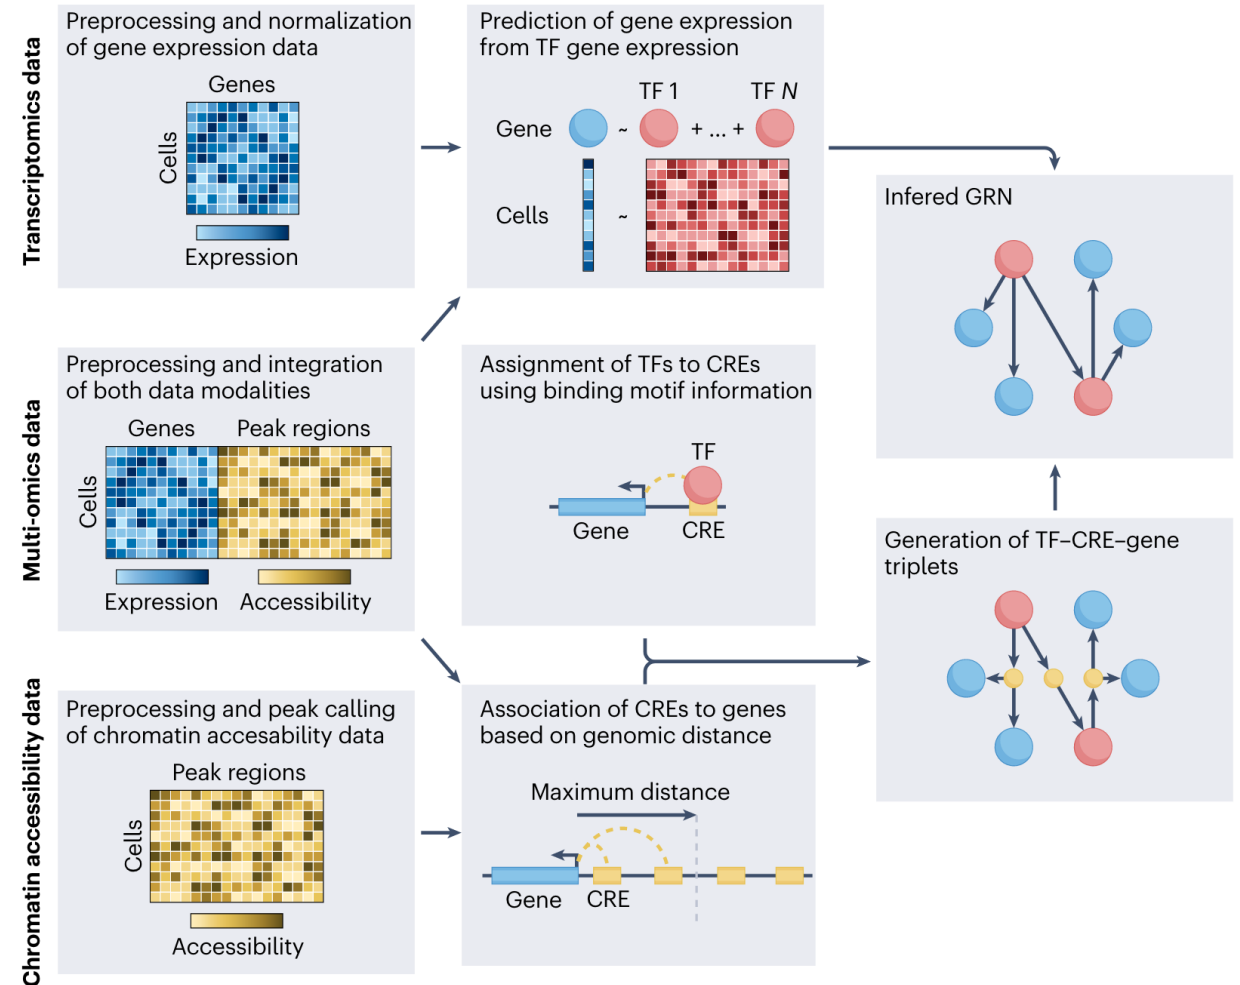 Transcriptomics data
Preprocessing and normalization
of gene expression data
Genes
Cells
Expression
Prediction of gene expression
from TF gene expression
TF 1
TF N
Gene
~
+ ... +
Cells
~
Infered GRN
Multi-omics data
Preprocessing and integration
of both data modalities
Genes
Peak regions
Cells
Expression
Accessibility
Assignment of TFs to CREs
using binding motif information
TF
Gene
CRE
Generation of TF–CRE–gene
triplets
Chromatin accessibility data
Preprocessing and peak calling
of chromatin accesability data
Peak regions
Cells
Accessibility
Association of CREs to genes
based on genomic distance
Maximum distance
Gene
CRE